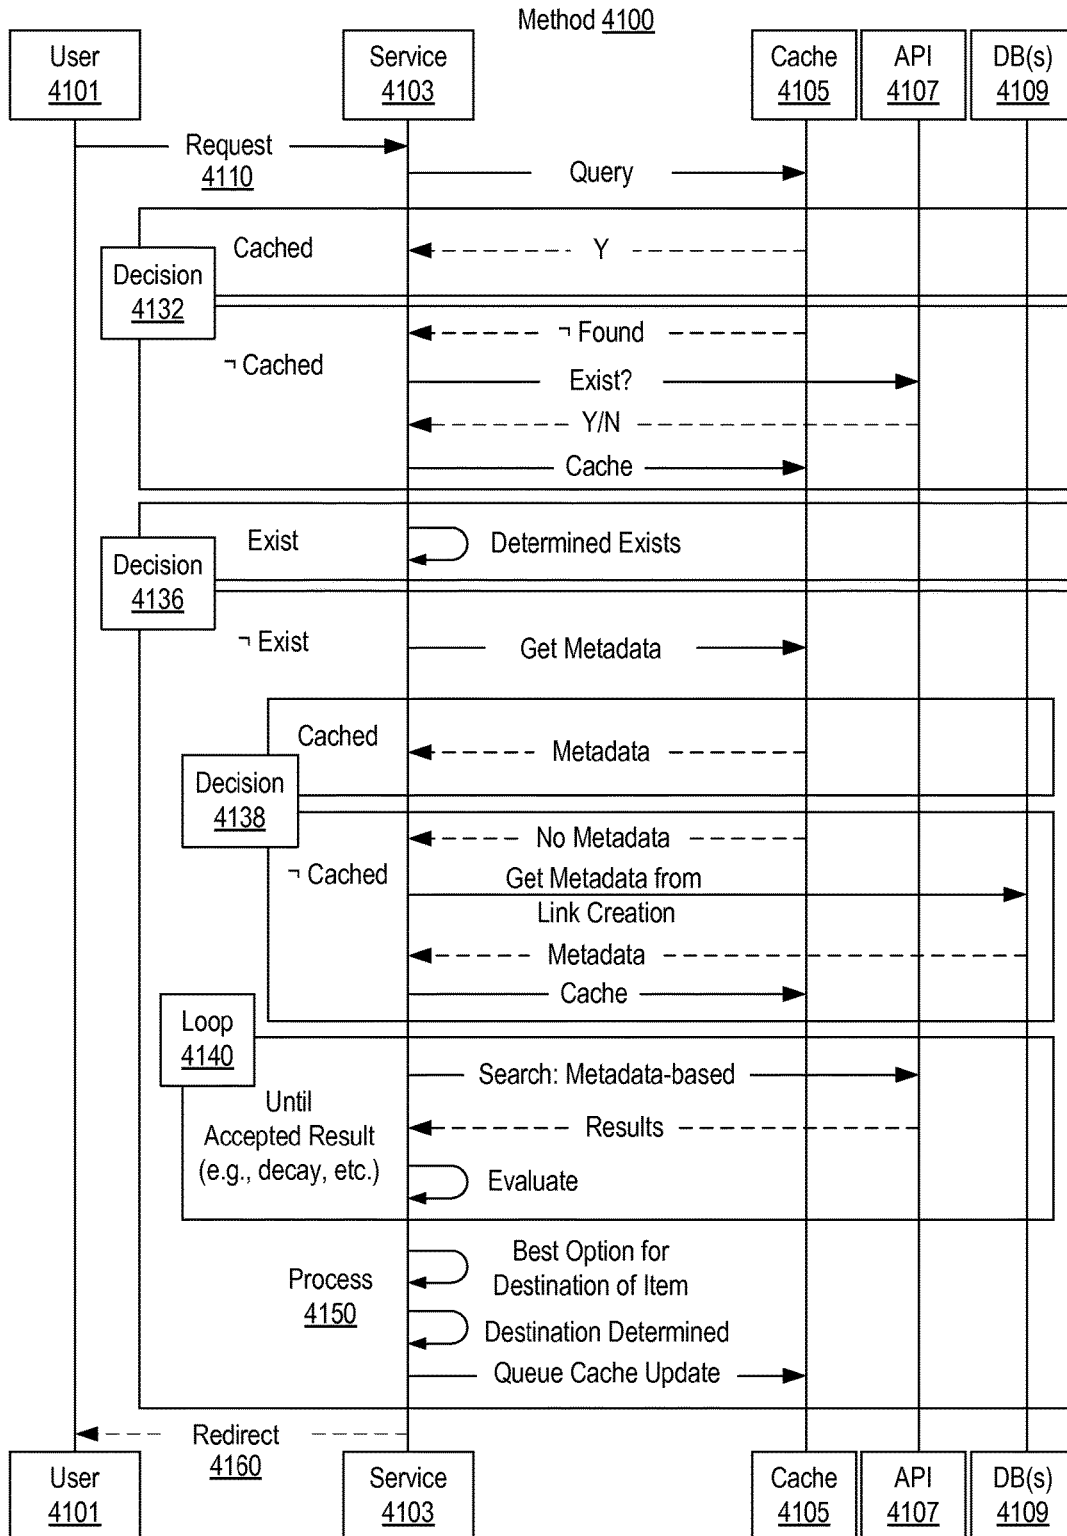 Method 4100
User
4101
Service
4103
Cache
4105
API
4107
DB(s)
4109
Request
4110
Query
Cached
Y
Decision
4132
¬ Found
¬ Cached
Exist?
Y/N
Cache
Exist
Determined Exists
Decision
4136
¬ Exist
Get Metadata
Cached
Metadata
Decision
4138
No Metadata
¬ Cached
Get Metadata from
Link Creation
Metadata
Cache
Loop
4140
Search: Metadata-based
Until
Accepted Result
(e.g., decay, etc.)
Results
Evaluate
Best Option for
Destination of Item
Process
4150
Destination Determined
Queue Cache Update
Redirect
4160
User
4101
Service
4103
Cache
4105
API
4107
DB(s)
4109